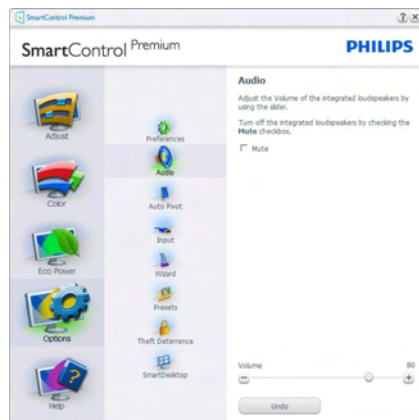 SmartControl Premium
SmartControl Premium
PHILIPS
Adjust
Color
Eco Power
Options
Help
Preferences
Audio
Auto Pivot
Input
Wizard
Presets
Theft Deterrence
SmartDesktop
Audio
Adjust the Volume of the integrated loudspeakers by
using the slider.
Turn off the integrated loudspeakers by checking the
Mute checkbox.
Mute
Volume 80
Undo